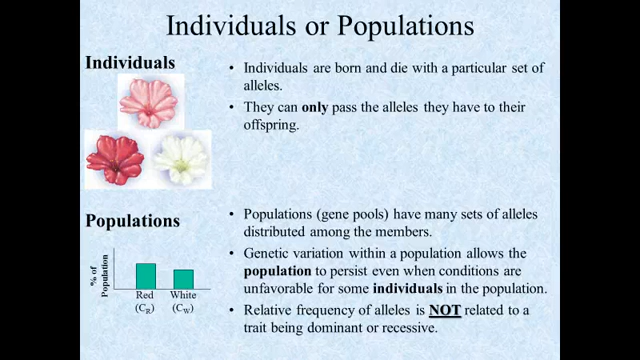 Individuals or Populations
Individuals
• Individuals are born and die with a particular set of
alleles.
• They can only pass the alleles they have to their
offspring.
Populations
• Populations (gene pools) have many sets of alleles
distributed among the members.
• Genetic variation within a population allows the
population to persist even when conditions are
unfavorable for some individuals in the population.
• Relative frequency of alleles is NOT related to a
trait being dominant or recessive.
% of
Population
Red White
(CR) (CW)